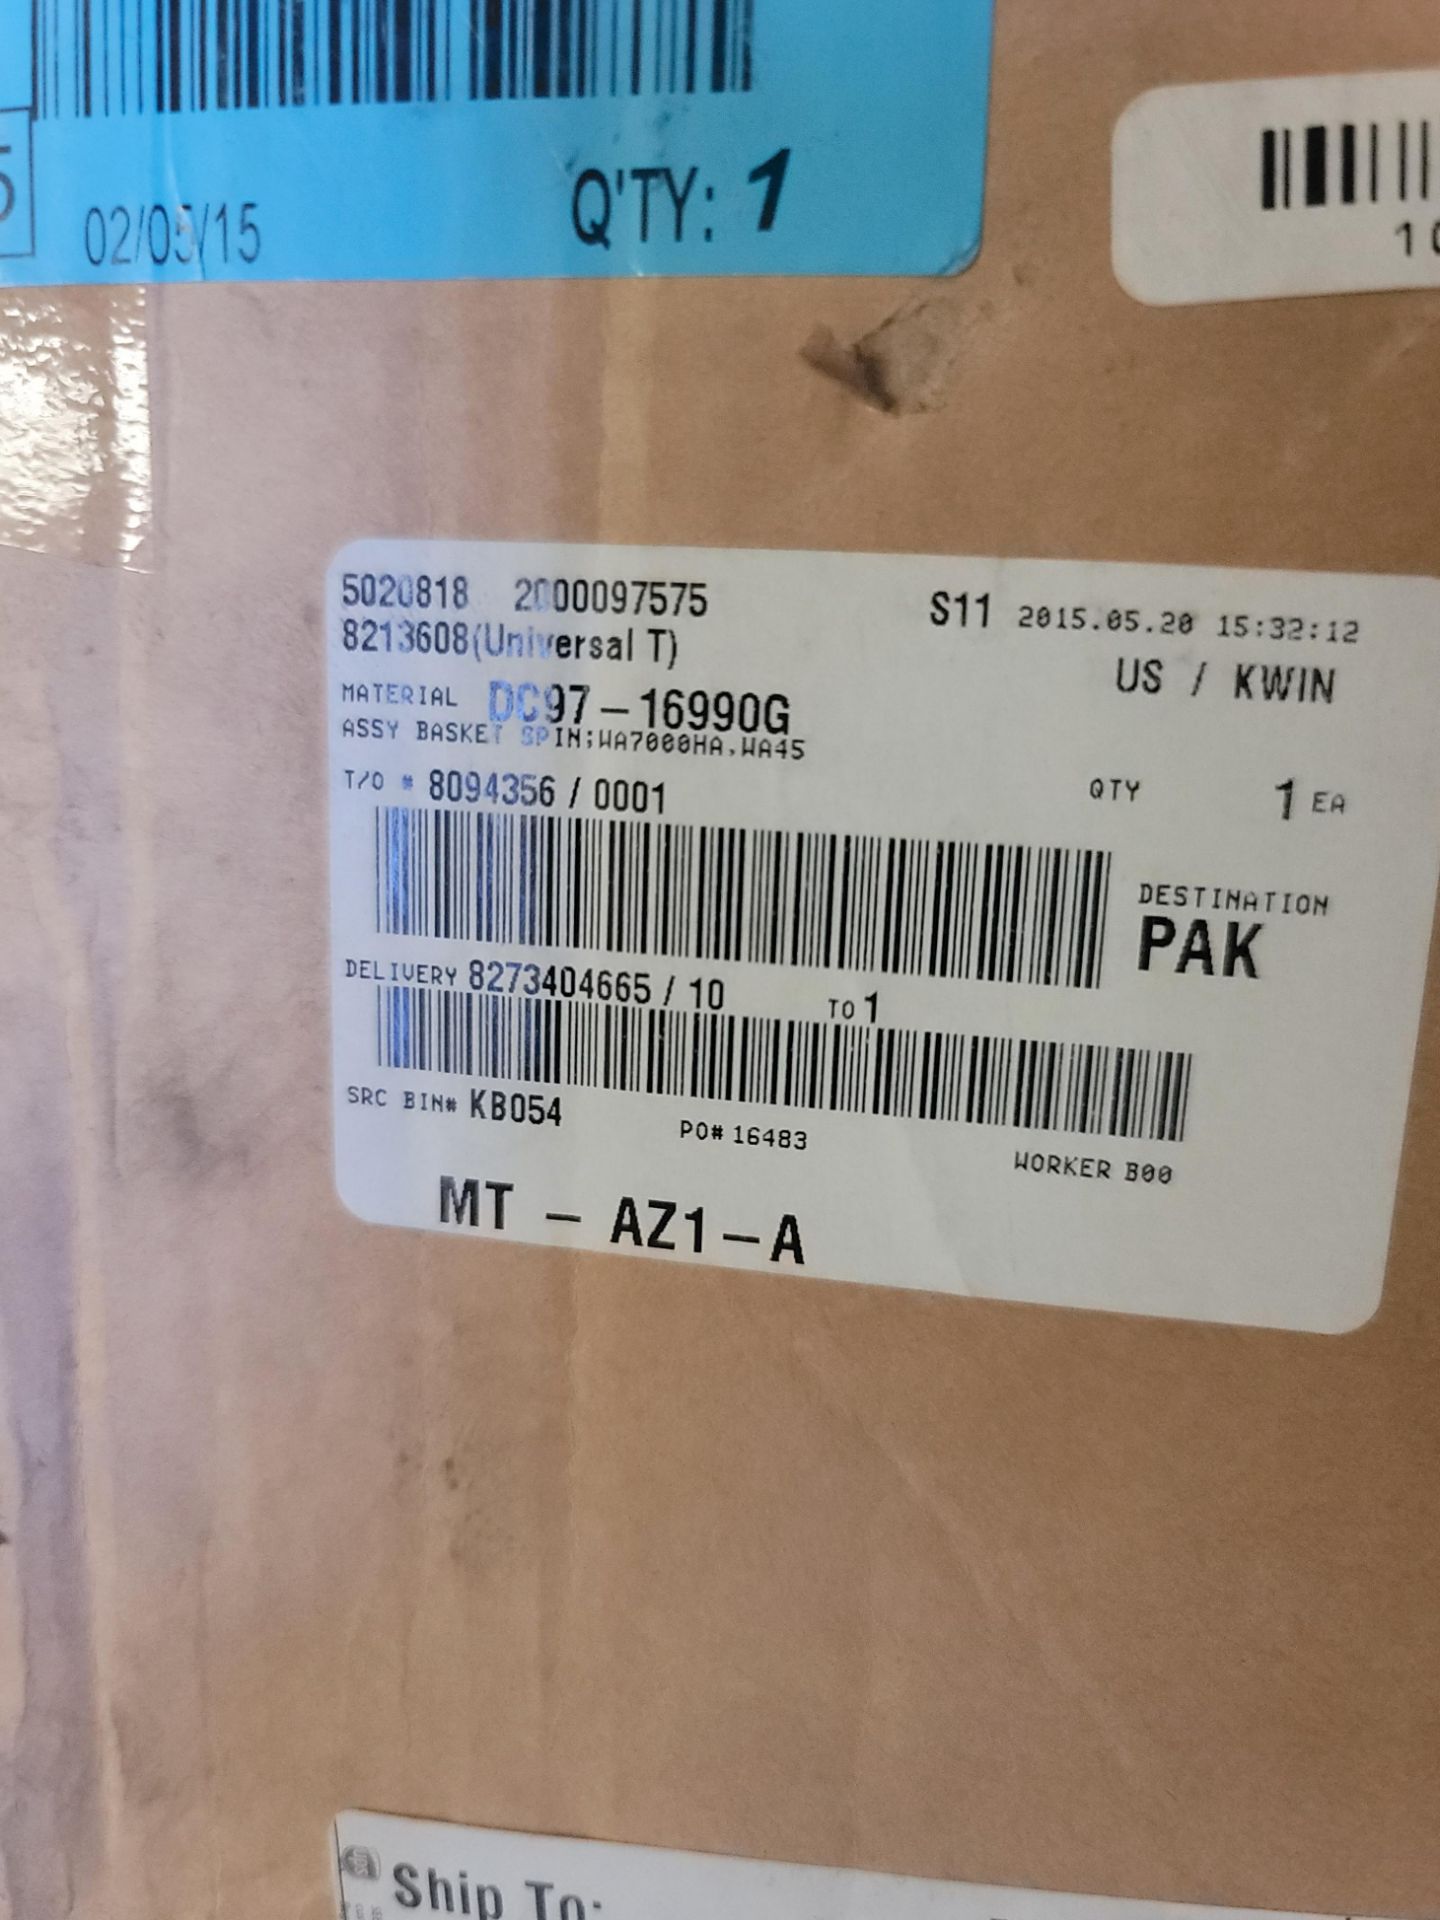 5
02/05/15
Q'TY: 1
10
5020818 2000097575
S11 2015.05.20 15:32:12
8213608(Universal T)
US / KWIN
MATERIAL DC97-16990G
ASSY BASKET SPIN;WA7000HA,WA45
T/O # 8094356 / 0001
QTY 1 EA
DESTINATION
PAK
DELIVERY 8273404665 / 10 TO 1
SRC BIN# KB054
PO# 16483
WORKER B00
MT - AZ1-A
ups
Ship To: